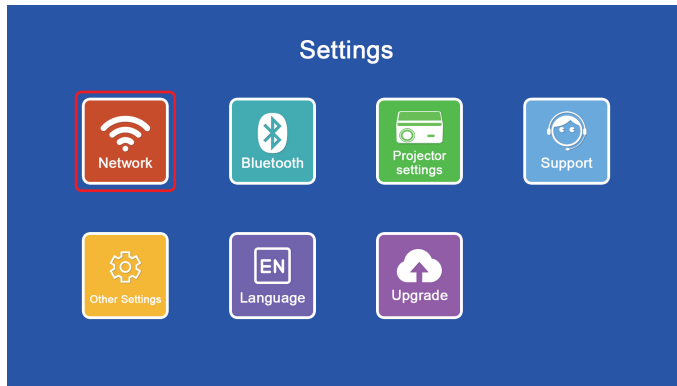 Settings
Network
Bluetooth
Projector
settings
Support
Other Settings
EN
Language
Upgrade